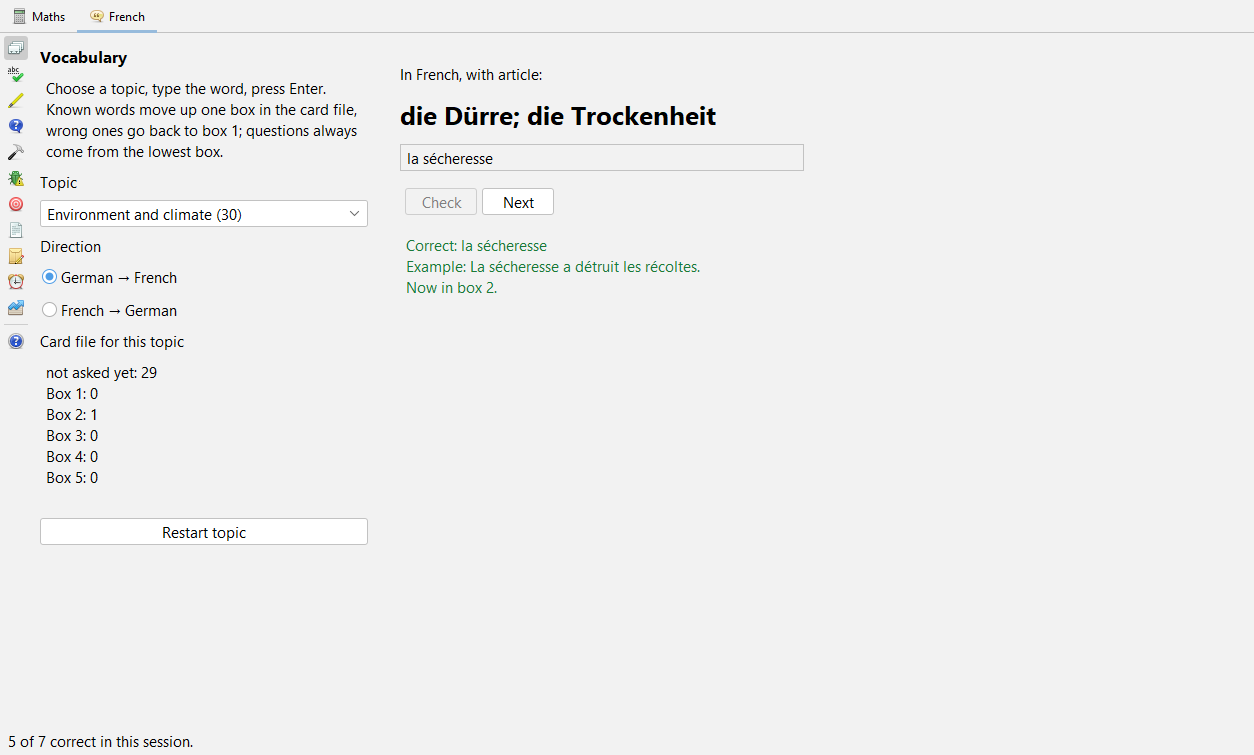 Maths
French
Vocabulary
Choose a topic, type the word, press Enter.
Known words move up one box in the card file,
wrong ones go back to box 1; questions always
come from the lowest box.
Topic
Environment and climate (30)
Direction
German → French
French → German
Card file for this topic
not asked yet: 29
Box 1: 0
Box 2: 1
Box 3: 0
Box 4: 0
Box 5: 0
Restart topic
In French, with article:
die Dürre; die Trockenheit
la sécheresse
Check
Next
Correct: la sécheresse
Example: La sécheresse a détruit les récoltes.
Now in box 2.
5 of 7 correct in this session.